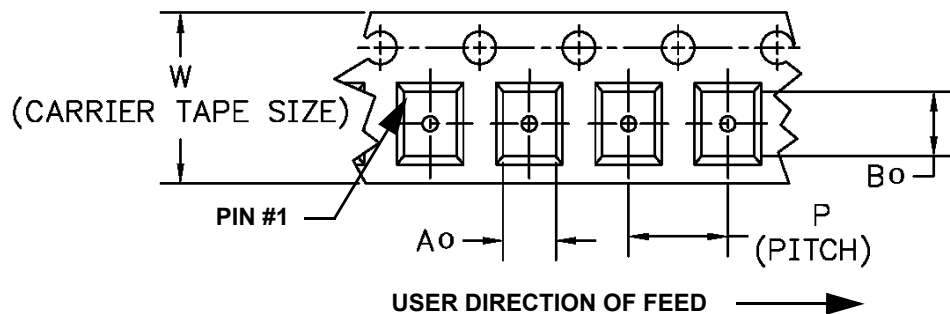 W
(CARRIER TAPE SIZE)
PIN #1
Ao
Bo
P
(PITCH)
USER DIRECTION OF FEED